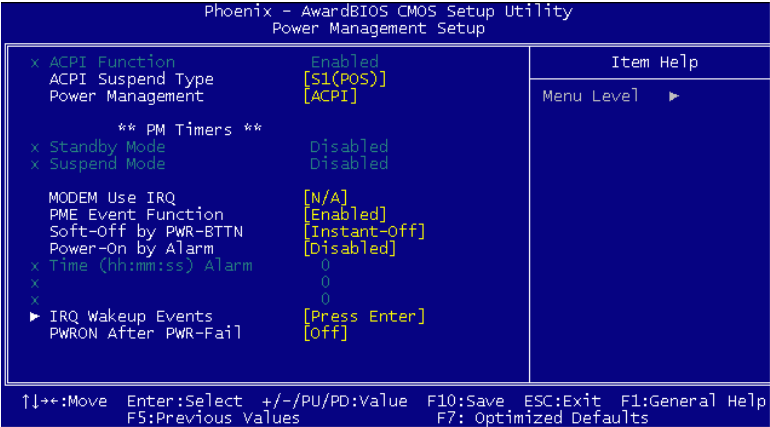 Phoenix - AwardBIOS CMOS Setup Utility
Power Management Setup
x ACPI Function Enabled
ACPI Suspend Type [S1(POS)]
Power Management [ACPI]
** PM Timers **
x Standby Mode Disabled
x Suspend Mode Disabled
MODEM Use IRQ [N/A]
PME Event Function [Enabled]
Soft-Off by PWR-BTTN [Instant-Off]
Power-On by Alarm [Disabled]
x Time (hh:mm:ss) Alarm 0
x 0
x 0
► IRQ Wakeup Events [Press Enter]
PWRON After PWR-Fail [Off]
Item Help
Menu Level ►
↑↓→←:Move Enter:Select +/-/PU/PD:Value F10:Save ESC:Exit F1:General Help
F5:Previous Values F7: Optimized Defaults